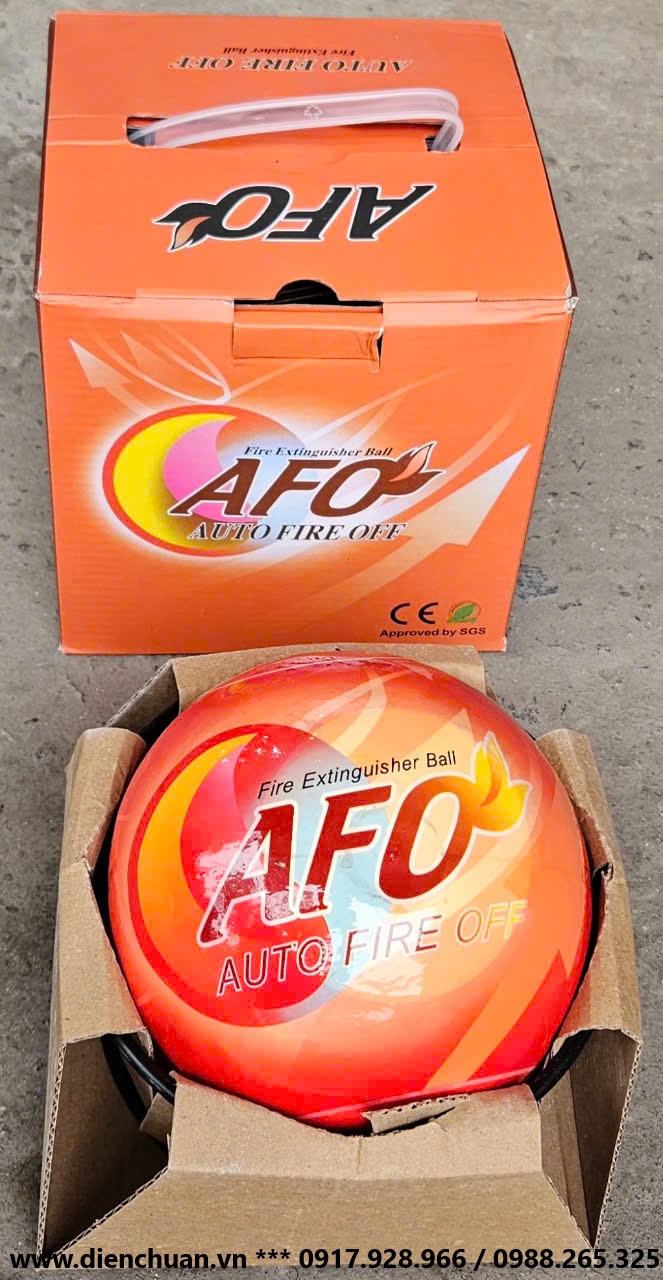 Fire Extinguisher Ball
AUTO FIRE OFF
AFO
Fire Extinguisher Ball
AFO
AUTO FIRE OFF
CE
Approved by SGS
Fire Extinguisher Ball
AFO
AUTO FIRE OFF
www.dienchuan.vn *** 0917.928.966 / 0988.265.325